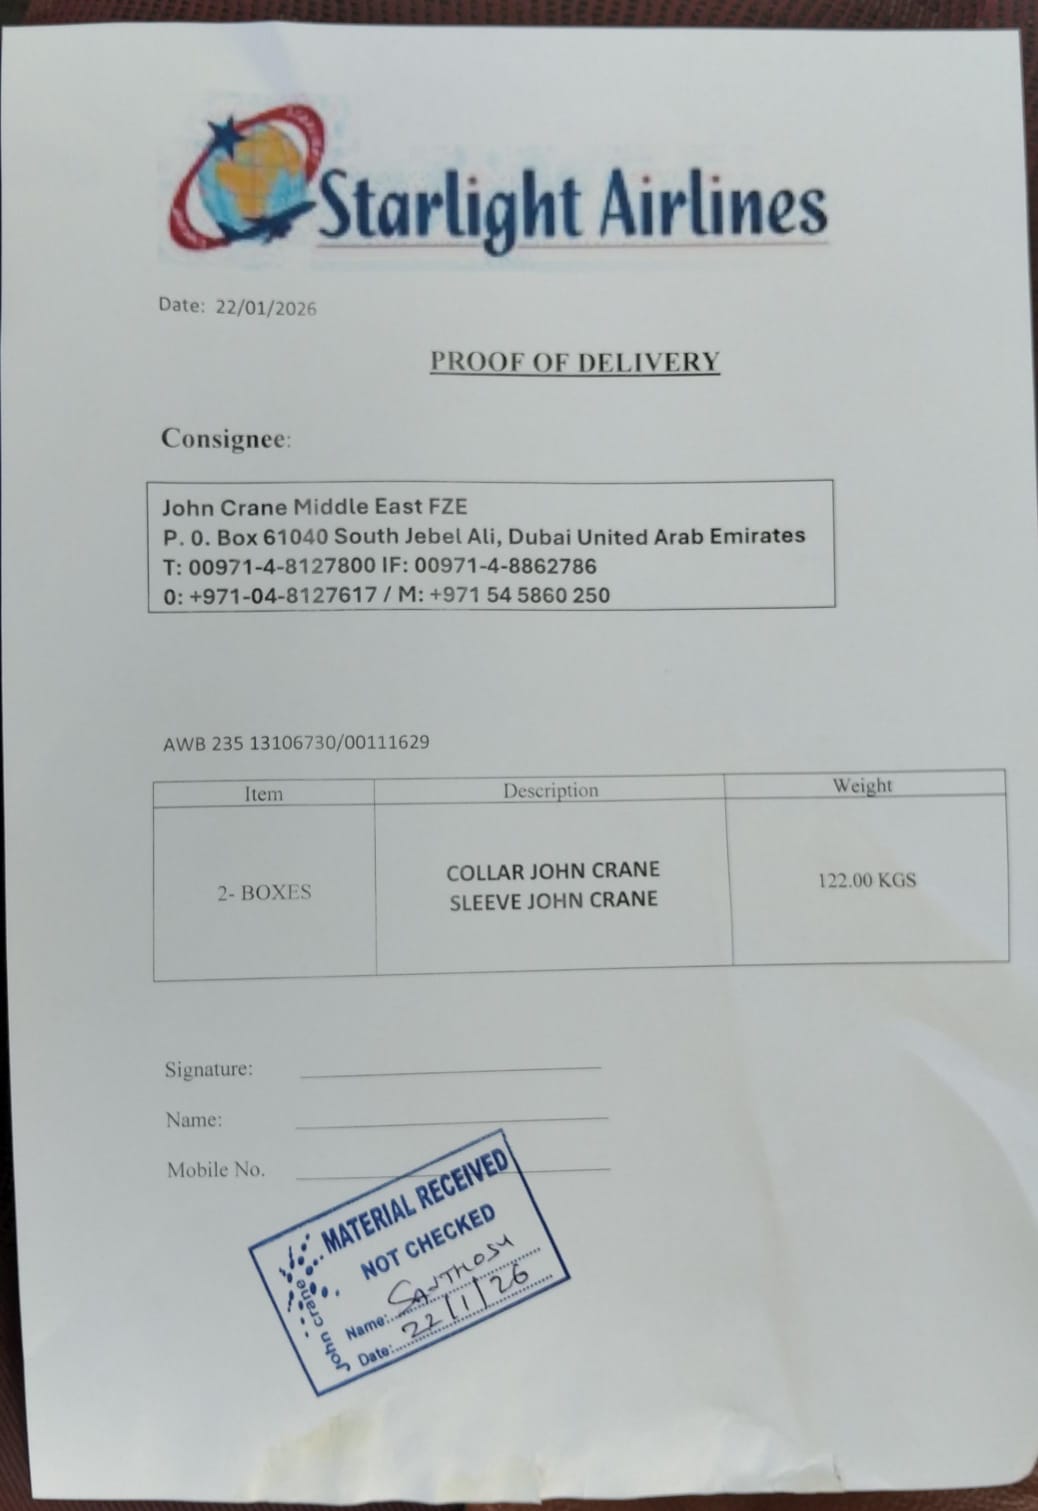 Starlight Airlines
Date: 22/01/2026
PROOF OF DELIVERY
Consignee:
John Crane Middle East FZE
P. 0. Box 61040 South Jebel Ali, Dubai United Arab Emirates
T: 00971-4-8127800 IF: 00971-4-8862786
0: +971-04-8127617 / M: +971 54 5860 250
AWB 235 13106730/00111629
Item Description Weight
2- BOXES
COLLAR JOHN CRANE
SLEEVE JOHN CRANE
122.00 KGS
Signature:
Name:
Mobile No.
MATERIAL RECEIVED
NOT CHECKED
john crane
Name: SANTHOSH
Date: 22/1/26